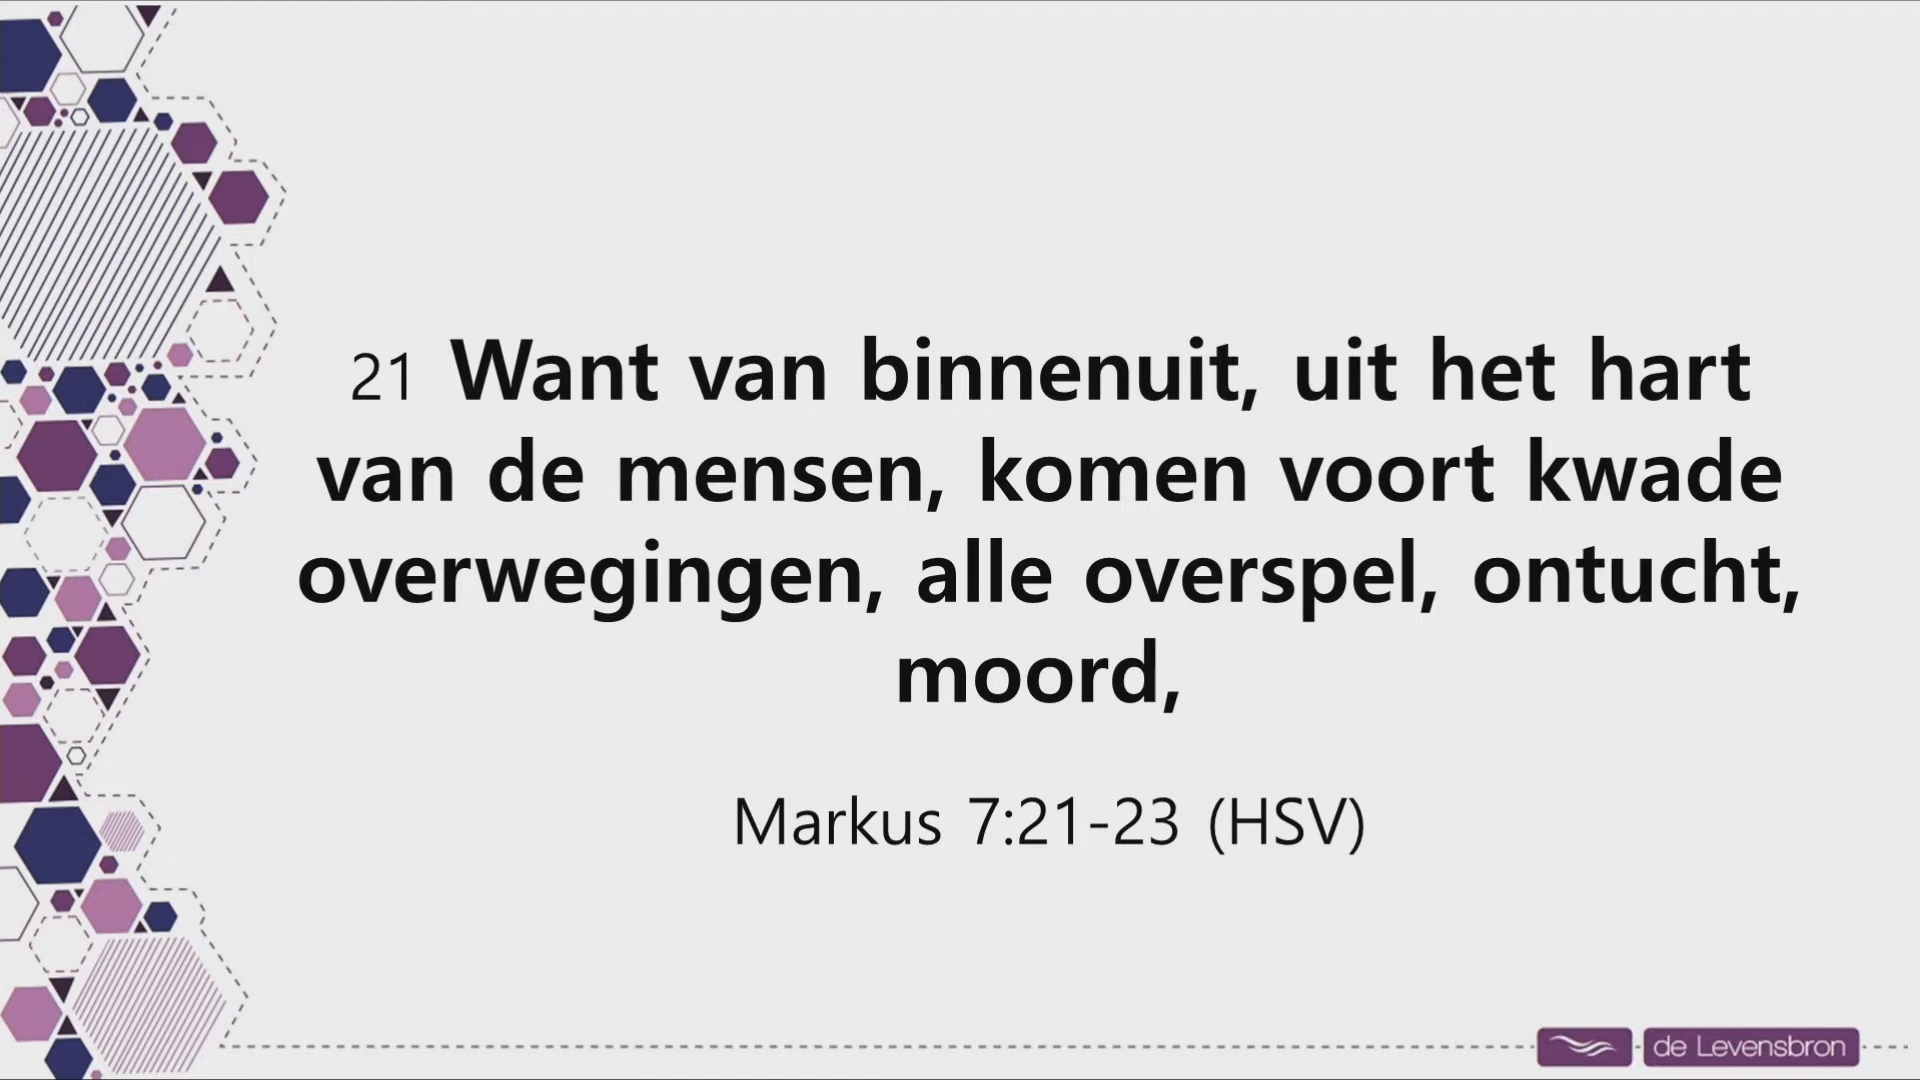 21 Want van binnenuit, uit het hart
van de mensen, komen voort kwade
overwegingen, alle overspel, ontucht,
moord,
Markus 7:21-23 (HSV)
de Levensbron